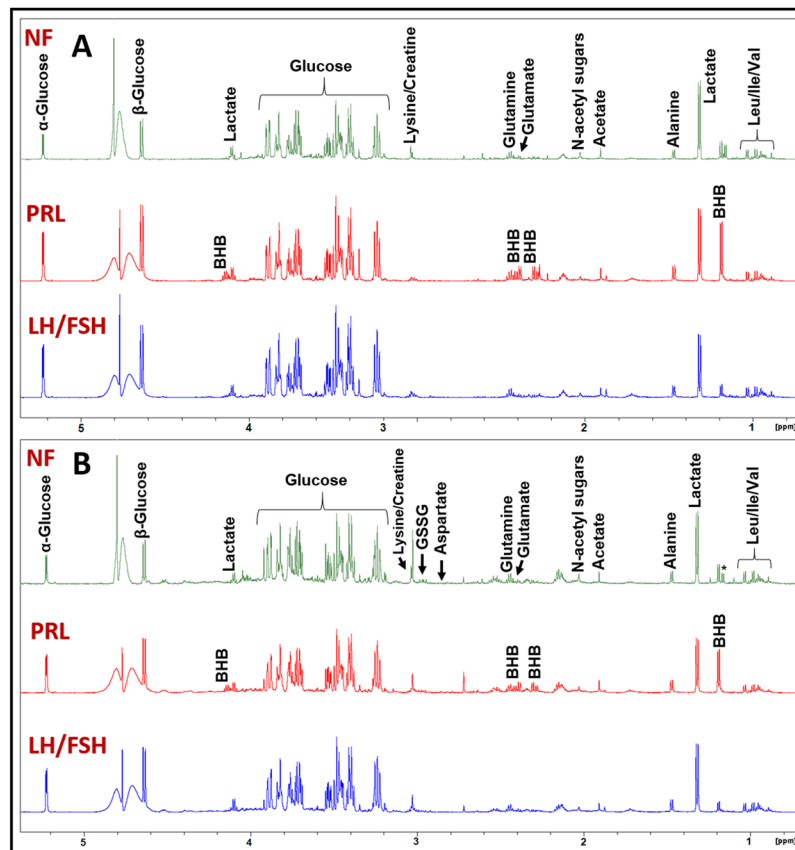 NF
A
α-Glucose
β-Glucose
Lactate
Glucose
Lysine/Creatine
Glutamine
Glutamate
N-acetyl sugars
Acetate
Alanine
Lactate
Leu/Ile/Val
PRL
BHB
BHB
BHB
BHB
LH/FSH
5
4
3
2
1
[ppm]
NF
B
α-Glucose
β-Glucose
Lactate
Glucose
Lysine/Creatine
GSSG
Aspartate
Glutamine
Glutamate
N-acetyl sugars
Acetate
Alanine
Lactate
*
Leu/Ile/Val
PRL
BHB
BHB
BHB
BHB
LH/FSH
5
4
3
2
1
[ppm]